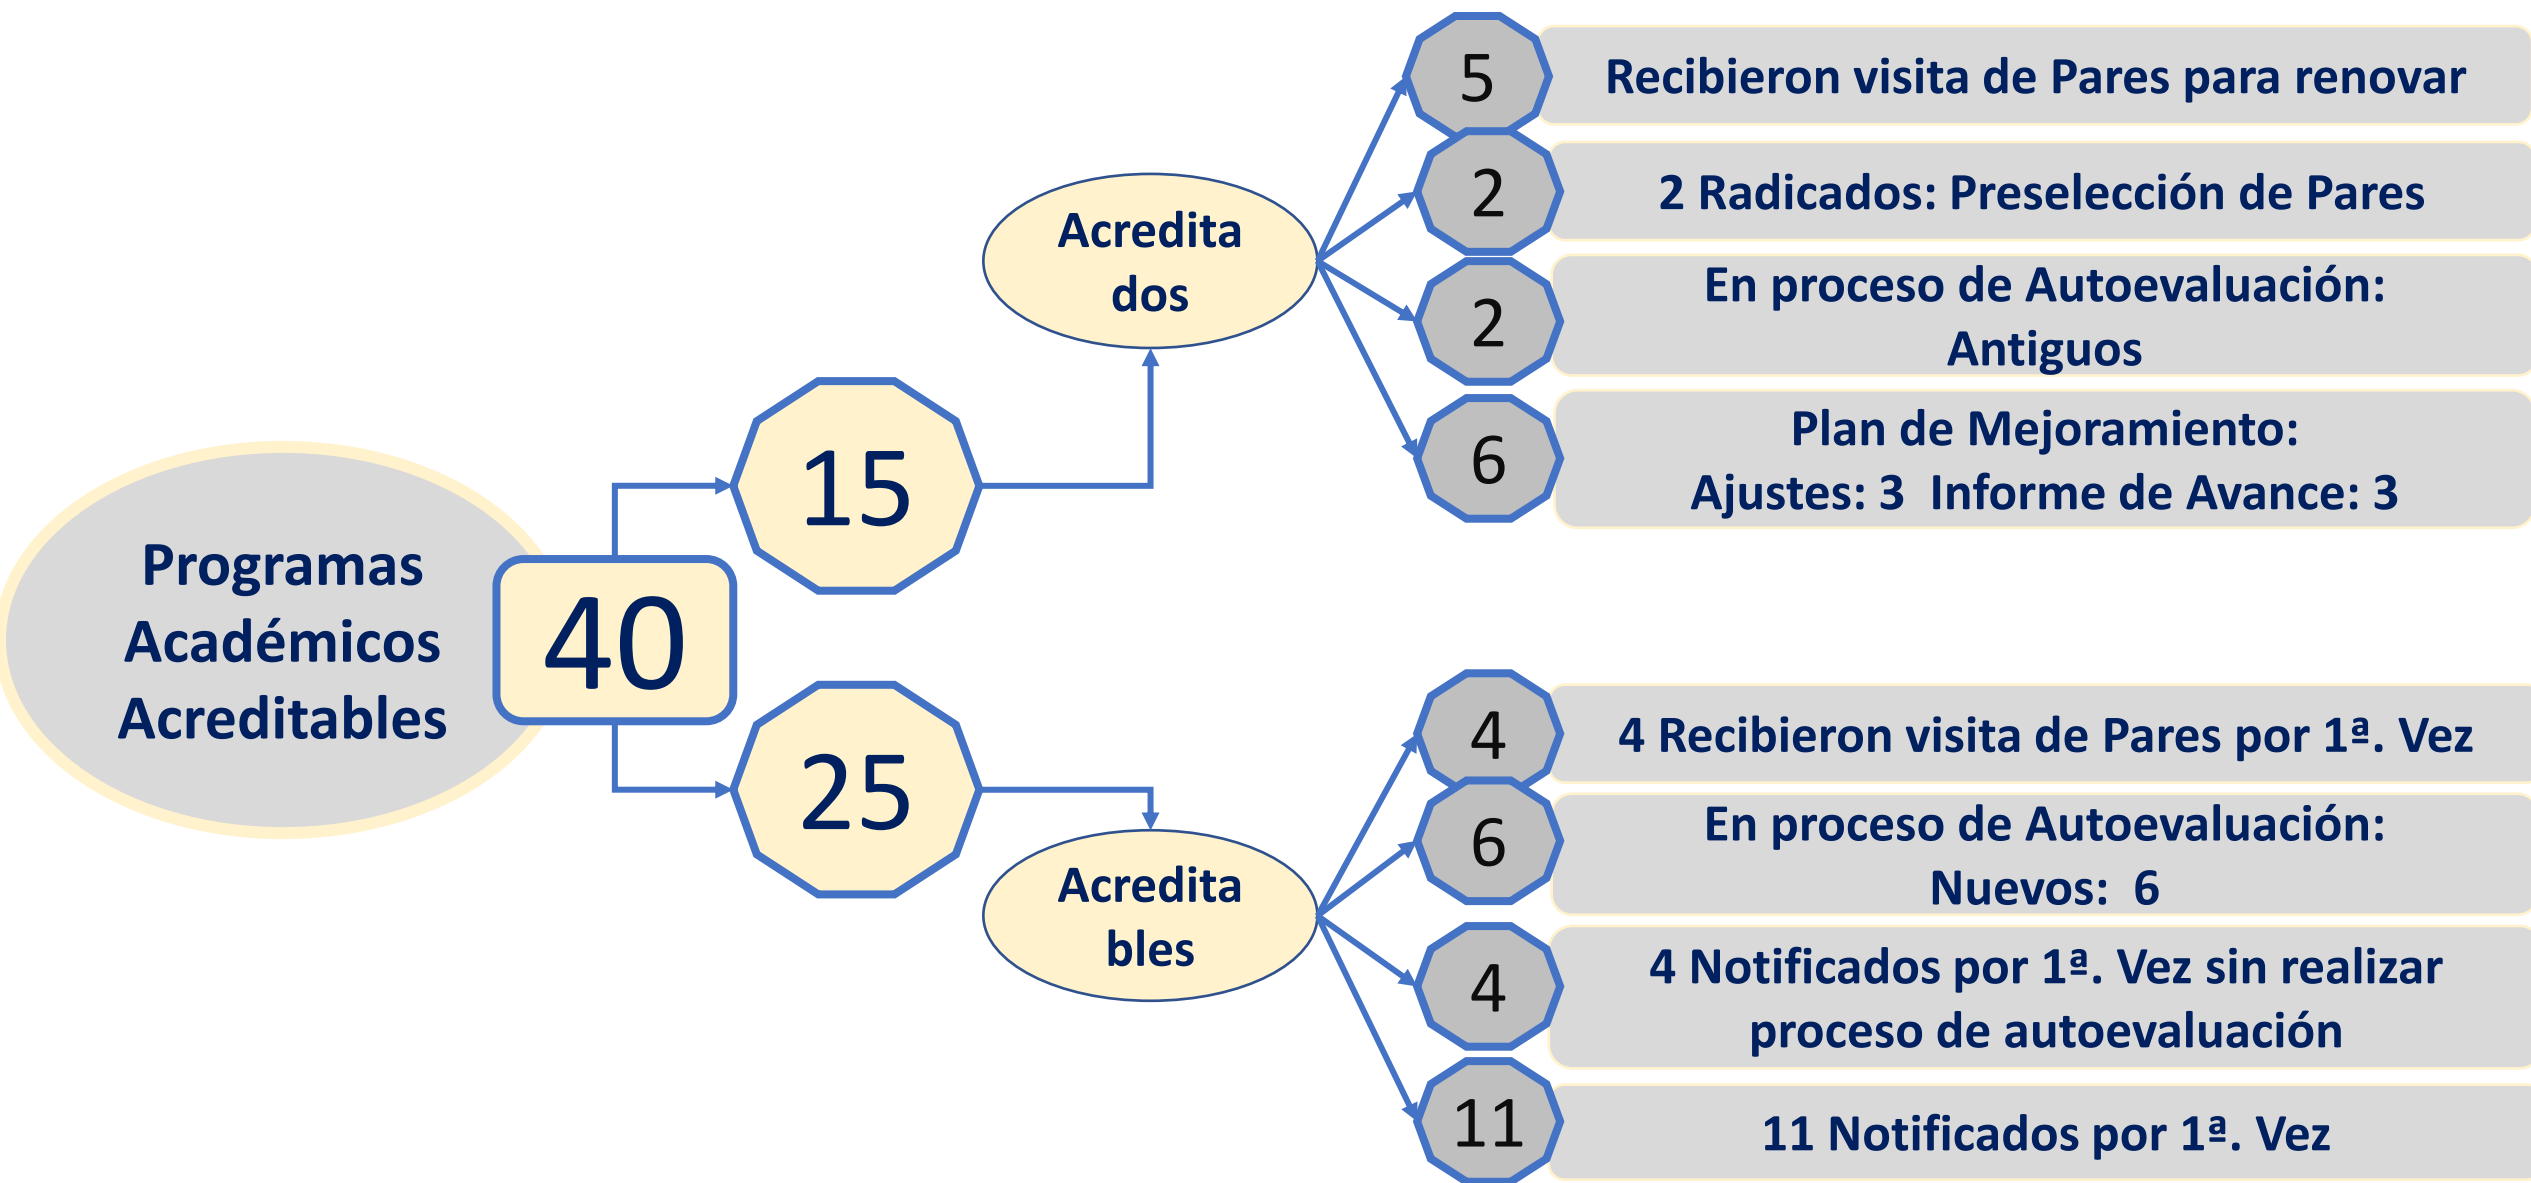 Programas
Académicos
Acreditables
40
15
Acredita
dos
5
Recibieron visita de Pares para renovar
2
2 Radicados: Preselección de Pares
2
En proceso de Autoevaluación:
Antiguos
6
Plan de Mejoramiento:
Ajustes: 3  Informe de Avance: 3
25
Acredita
bles
4
4 Recibieron visita de Pares por 1ª. Vez
6
En proceso de Autoevaluación:
Nuevos:  6
4
4 Notificados por 1ª. Vez sin realizar
proceso de autoevaluación
11
11 Notificados por 1ª. Vez